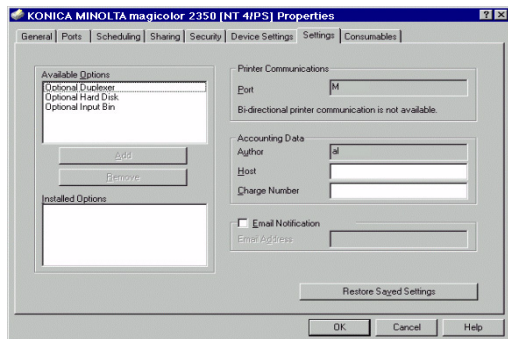 KONICA MINOLTA magicolor 2350 [NT 4/PS] Properties
General Ports Scheduling Sharing Security Device Settings Settings Consumables
Available Options
Optional Duplexer
Optional Hard Disk
Optional Input Bin
Add
Remove
Installed Options
Printer Communications
Port M
Bi-directional printer communication is not available.
Accounting Data
Author al
Host
Charge Number
Email Notification
Email Address
Restore Saved Settings
OK Cancel Help